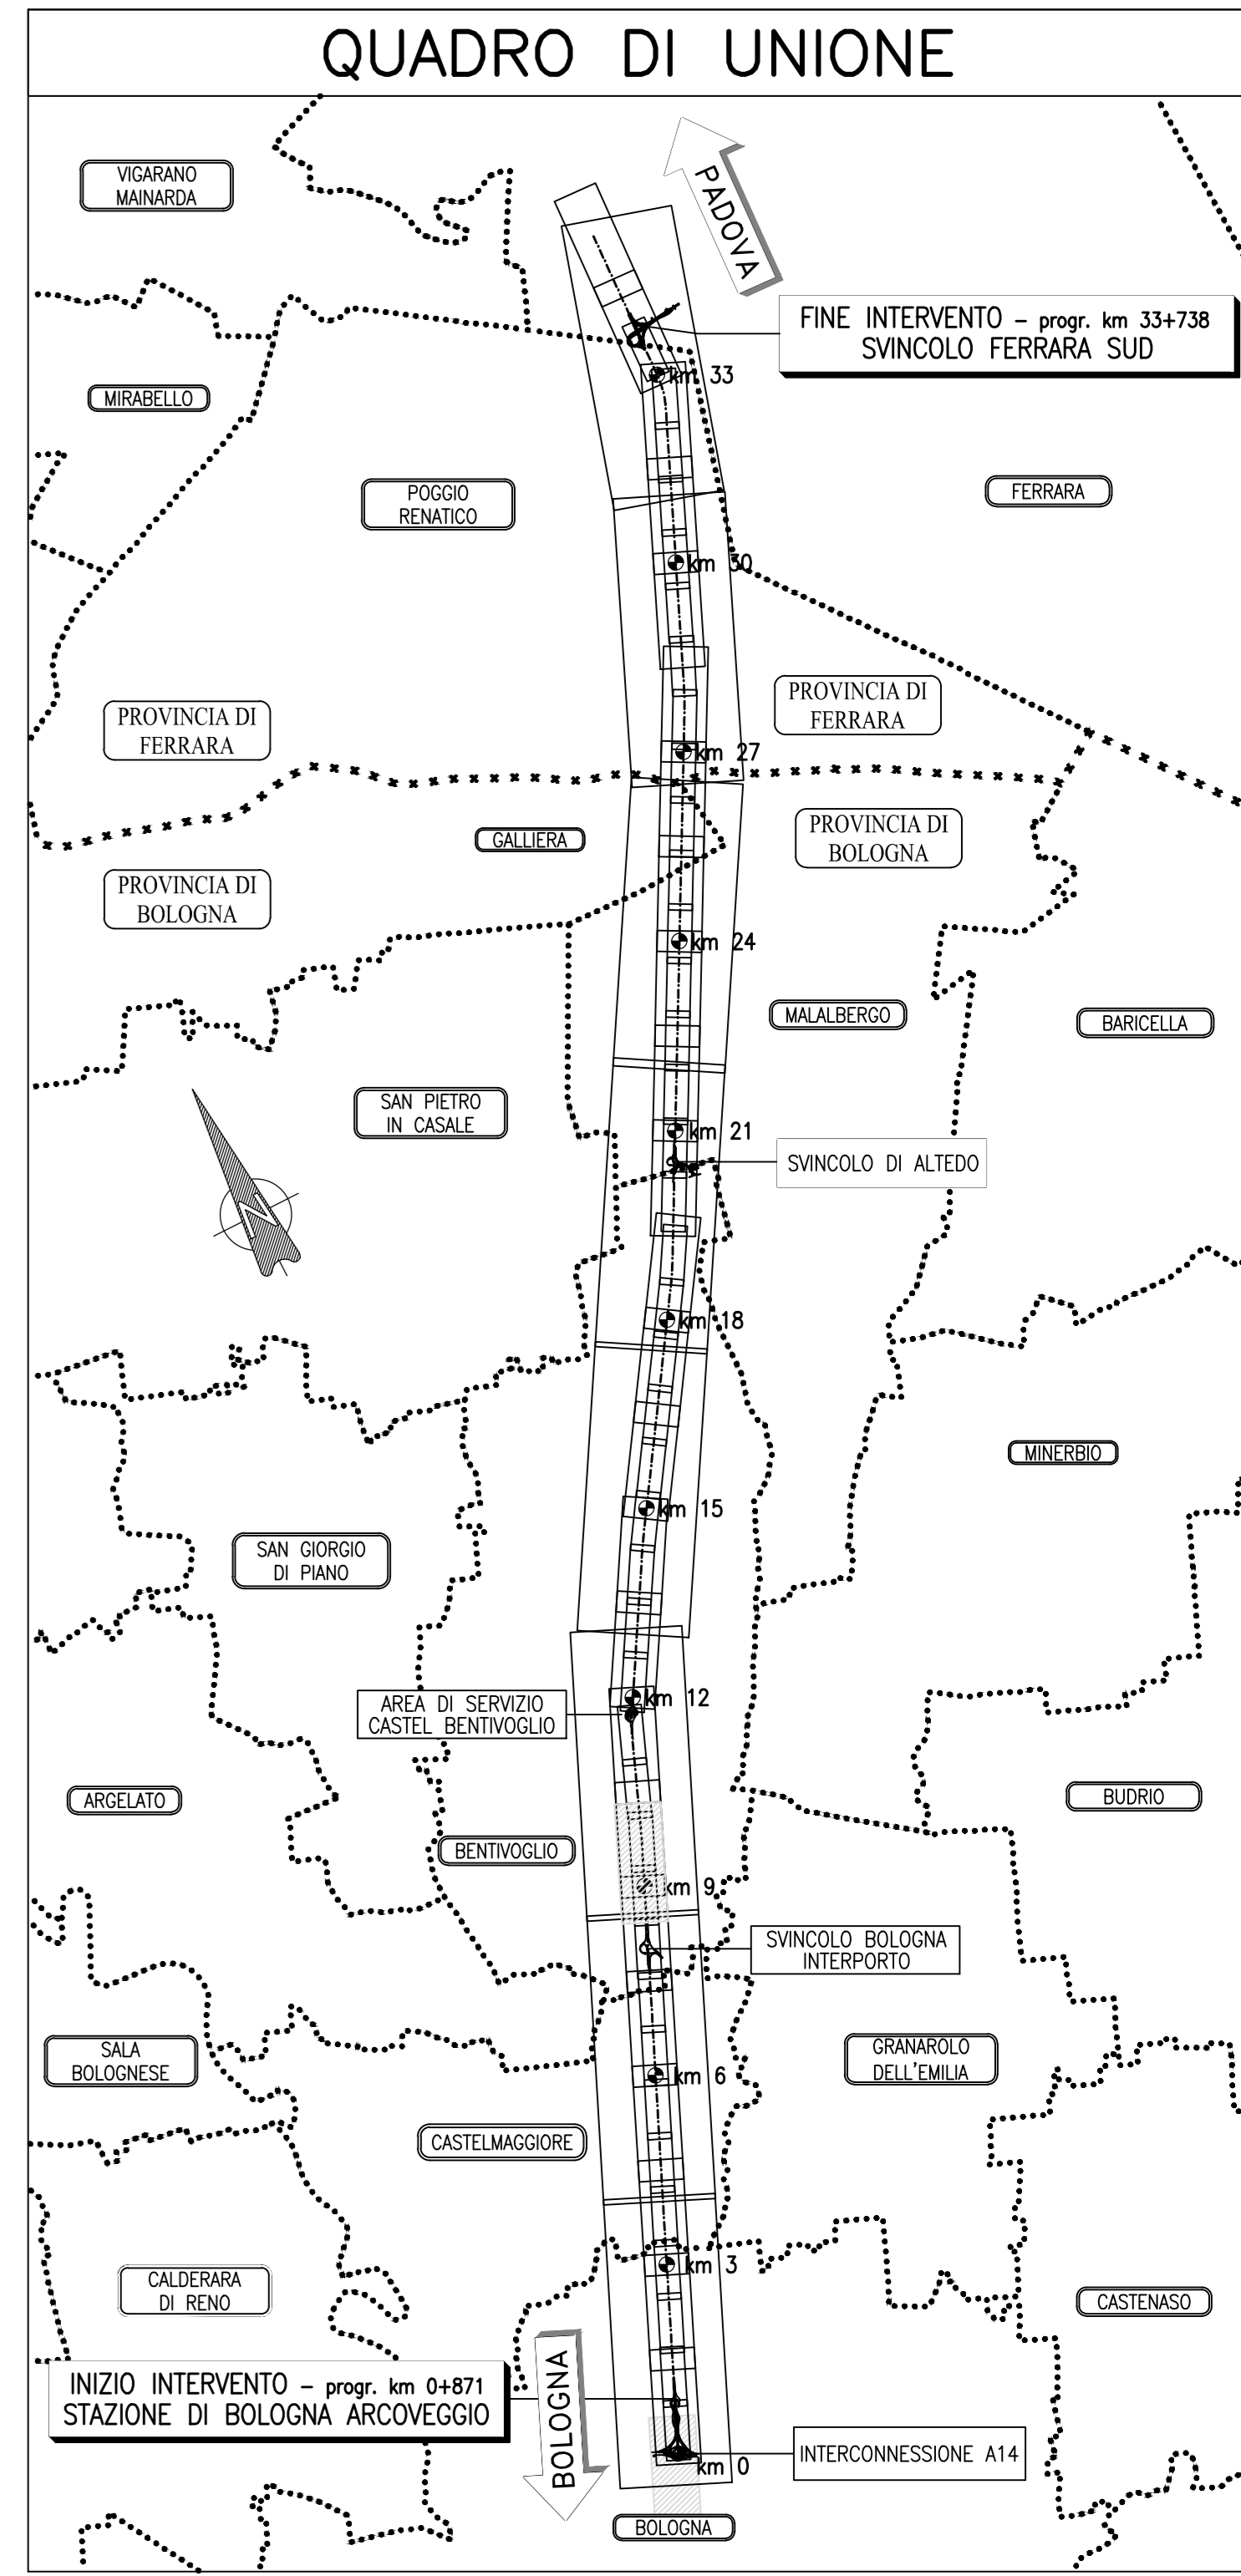 QUADRO DI UNIONE
VIGARANO
MAINARDA
PADOVA
FINE INTERVENTO - progr. km 33+738
SVINCOLO FERRARA SUD
km 33
MIRABELLO
POGGIO
RENATICO
FERRARA
km 30
PROVINCIA DI
FERRARA
PROVINCIA DI
FERRARA
km 27
GALLIERA
PROVINCIA DI
BOLOGNA
PROVINCIA DI
BOLOGNA
km 24
MALALBERGO
BARICELLA
SAN PIETRO
IN CASALE
km 21
SVINCOLO DI ALTEDO
N
km 18
MINERBIO
km 15
SAN GIORGIO
DI PIANO
km 12
AREA DI SERVIZIO
CASTEL BENTIVOGLIO
ARGELATO
BUDRIO
BENTIVOGLIO
km 9
SVINCOLO BOLOGNA
INTERPORTO
SALA
BOLOGNESE
GRANAROLO
DELL'EMILIA
km 6
CASTELMAGGIORE
km 3
CALDERARA
DI RENO
CASTENASO
INIZIO INTERVENTO - progr. km 0+871
STAZIONE DI BOLOGNA ARCOVEGGIO
BOLOGNA
INTERCONNESSIONE A14
km 0
BOLOGNA